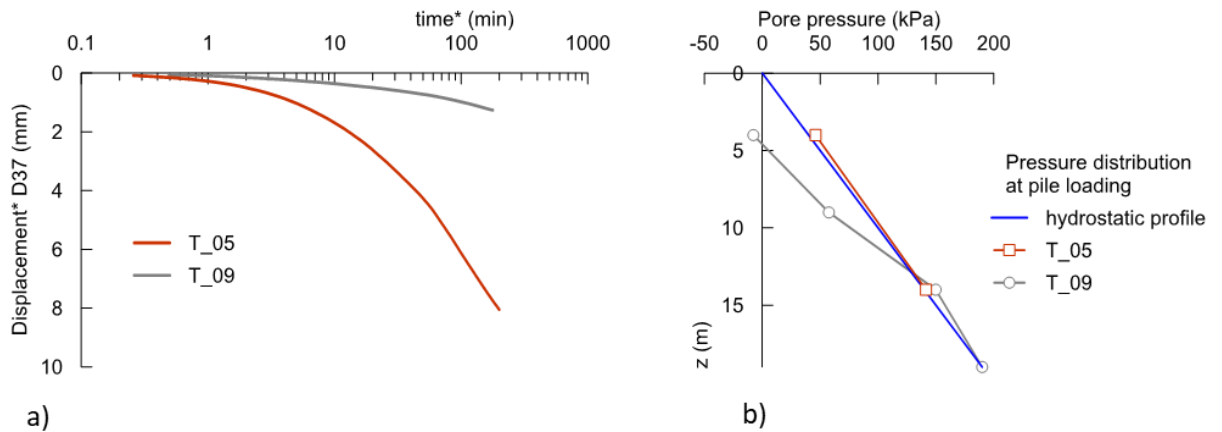 time* (min)
0.1 1 10 100 1000
0
2
4
6
8
10
Displacement* D37 (mm)
T_05
T_09
a)
Pore pressure (kPa)
-50 0 50 100 150 200
0
5
10
15
z (m)
Pressure distribution
at pile loading
hydrostatic profile
T_05
T_09
b)